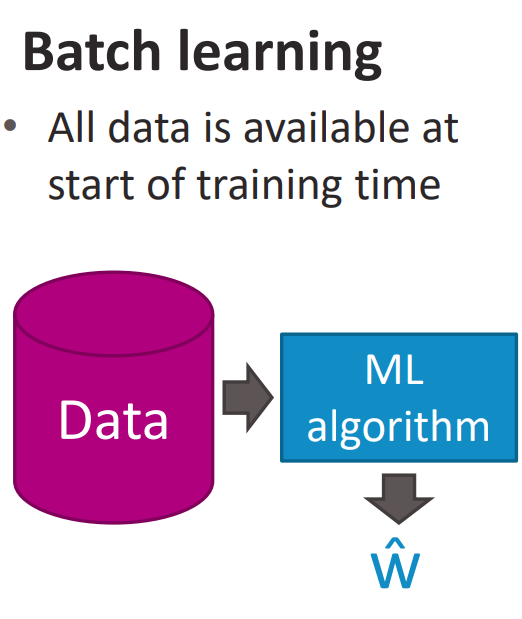 Batch learning
• All data is available at
start of training time
Data
ML
algorithm
ŵ